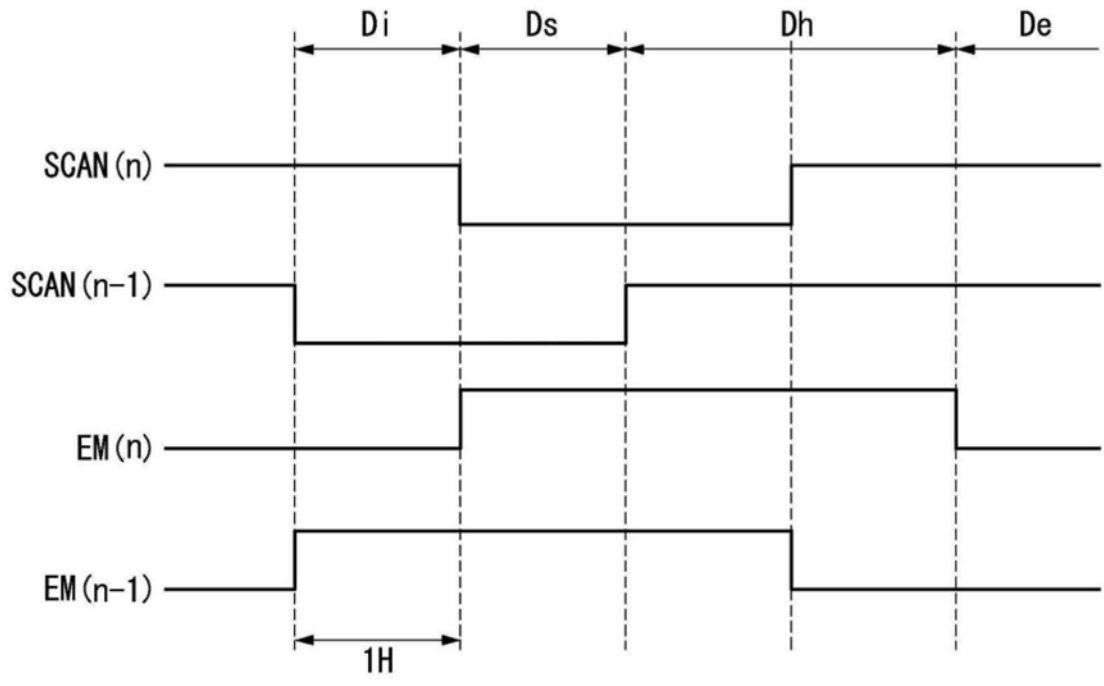 Di Ds Dh De
SCAN(n)
SCAN(n-1)
EM(n)
EM(n-1)
1H